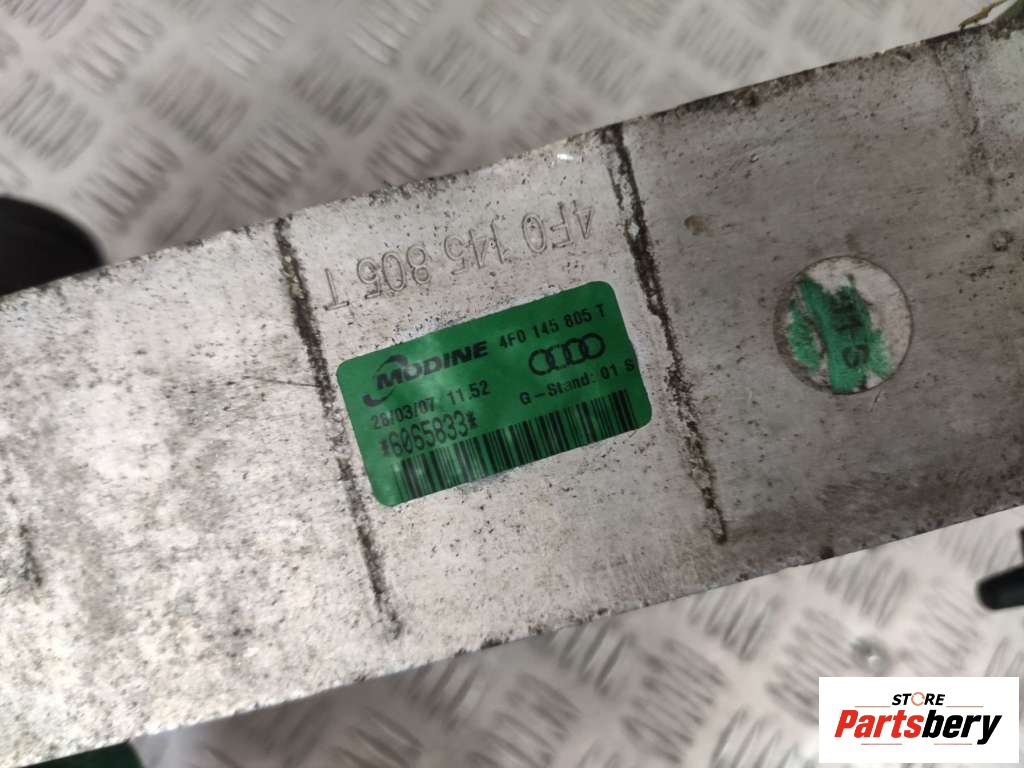 4F0 145 805 T
MODINE 4F0 145 805 T
28/03/07 11.52
G-Stand: 01 S
*6065833*
STORE
Partsbery